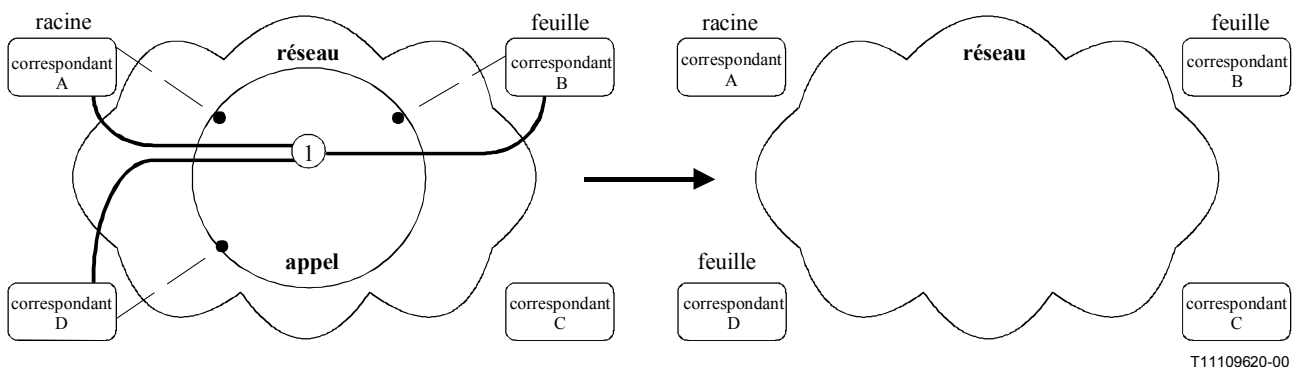 racine
feuille
correspondant
A
réseau
correspondant
B
1
appel
correspondant
D
correspondant
C
racine
feuille
correspondant
A
réseau
correspondant
B
feuille
correspondant
D
correspondant
C
T11109620-00